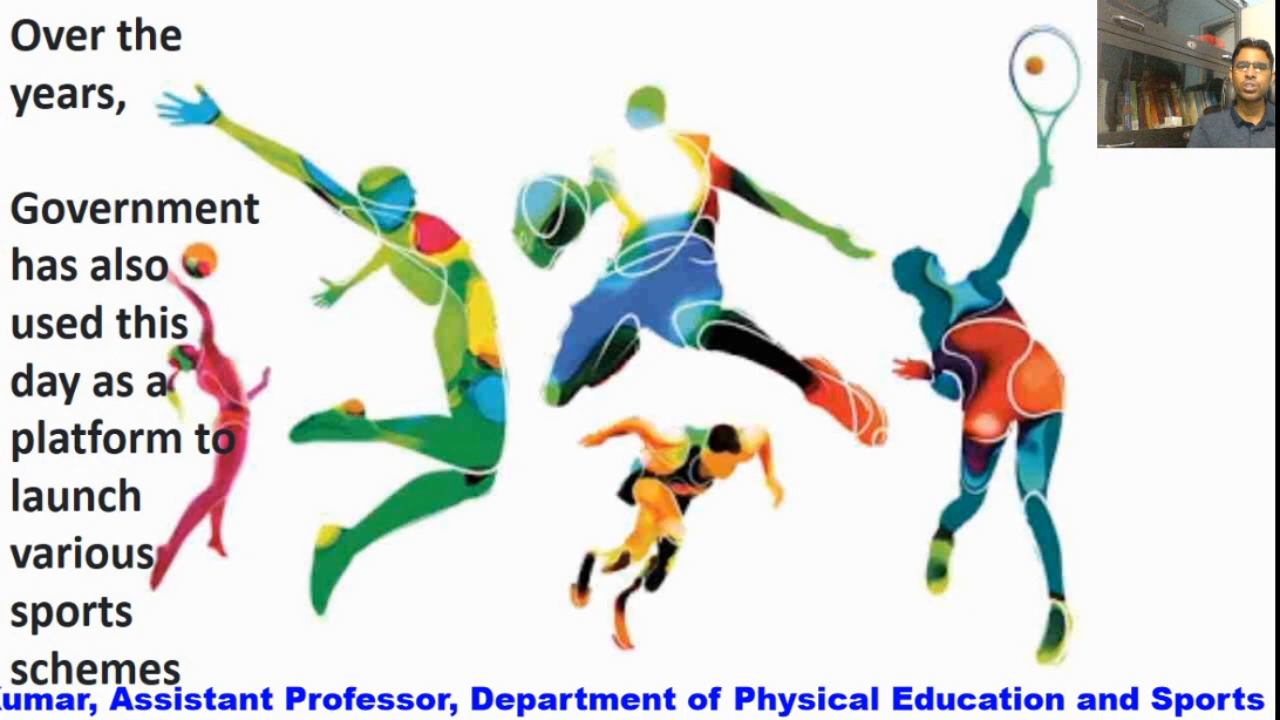 Over the
years,
Government
has also
used this
day as a
platform to
launch
various
sports
schemes
Kumar, Assistant Professor, Department of Physical Education and Sports